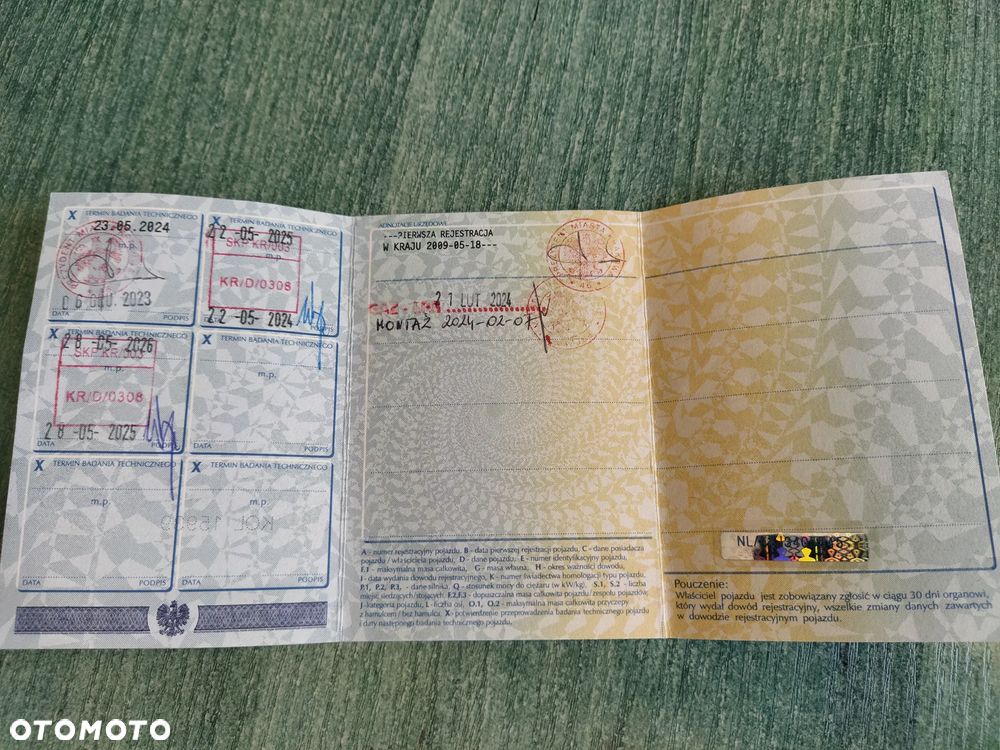 X TERMIN BADANIA TECHNICZNEGO
23.05.2024
m.p.
2023
DATA
PODPIS
X TERMIN BADANIA TECHNICZNEGO
22 -05- 2025
SKP KR/003
m.p.
KR/D/0308
22 -05- 2024
PODPIS
X TERMIN BADANIA TECHNICZNEGO
28 -05- 2026
SKP KR/003
m.p.
KR/D/0308
28 -05- 2025
DATA
PODPIS
X TERMIN BADANIA TECHNICZNEGO
m.p.
DATA
PODPIS
X TERMIN BADANIA TECHNICZNEGO
m.p.
DATA
PODPIS
X TERMIN BADANIA TECHNICZNEGO
m.p.
DATA
PODPIS
ADNOTACJE URZĘDOWE
---PIERWSZA REJESTRACJA
W KRAJU 2009-05-18---
MIASTA
21 LUT. 2024
MONTAŻ 2024-02-07
A - numer rejestracyjny pojazdu, B - data pierwszej rejestracji pojazdu, C - dane posiadacza
pojazdu / właściciela pojazdu, D - dane pojazdu, E - numer identyfikacyjny pojazdu,
F.1 - maksymalna masa całkowita, G - masa własna, H - okres ważności dowodu,
I - data wydania dowodu rejestracyjnego, K - numer świadectwa homologacji typu pojazdu,
P.1, P.2, P.3, - dane silnika, Q - stosunek mocy do ciężaru (w kW/kg), S.1, S.2 - liczba
miejsc siedzących/stojących, F.2,F.3 - dopuszczalna masa całkowita pojazdu/zespołu pojazdów,
J -kategoria pojazdu, L - liczba osi, O.1, O.2 - maksymalna masa całkowita przyczepy
z hamulcem / bez hamulca, X - potwierdzenie przeprowadzenia badania technicznego pojazdu
i daty następnego badania technicznego pojazdu.
Pouczenie:
Właściciel pojazdu jest zobowiązany zgłosić w ciągu 30 dni organowi,
który wydał dowód rejestracyjny, wszelkie zmiany danych zawartych
w dowodzie rejestracyjnym pojazdu.
OTOMOTO